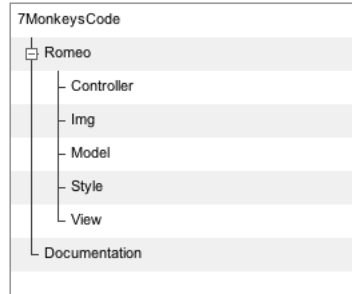 7MonkeysCode
Romeo
Controller
Img
Model
Style
View
Documentation